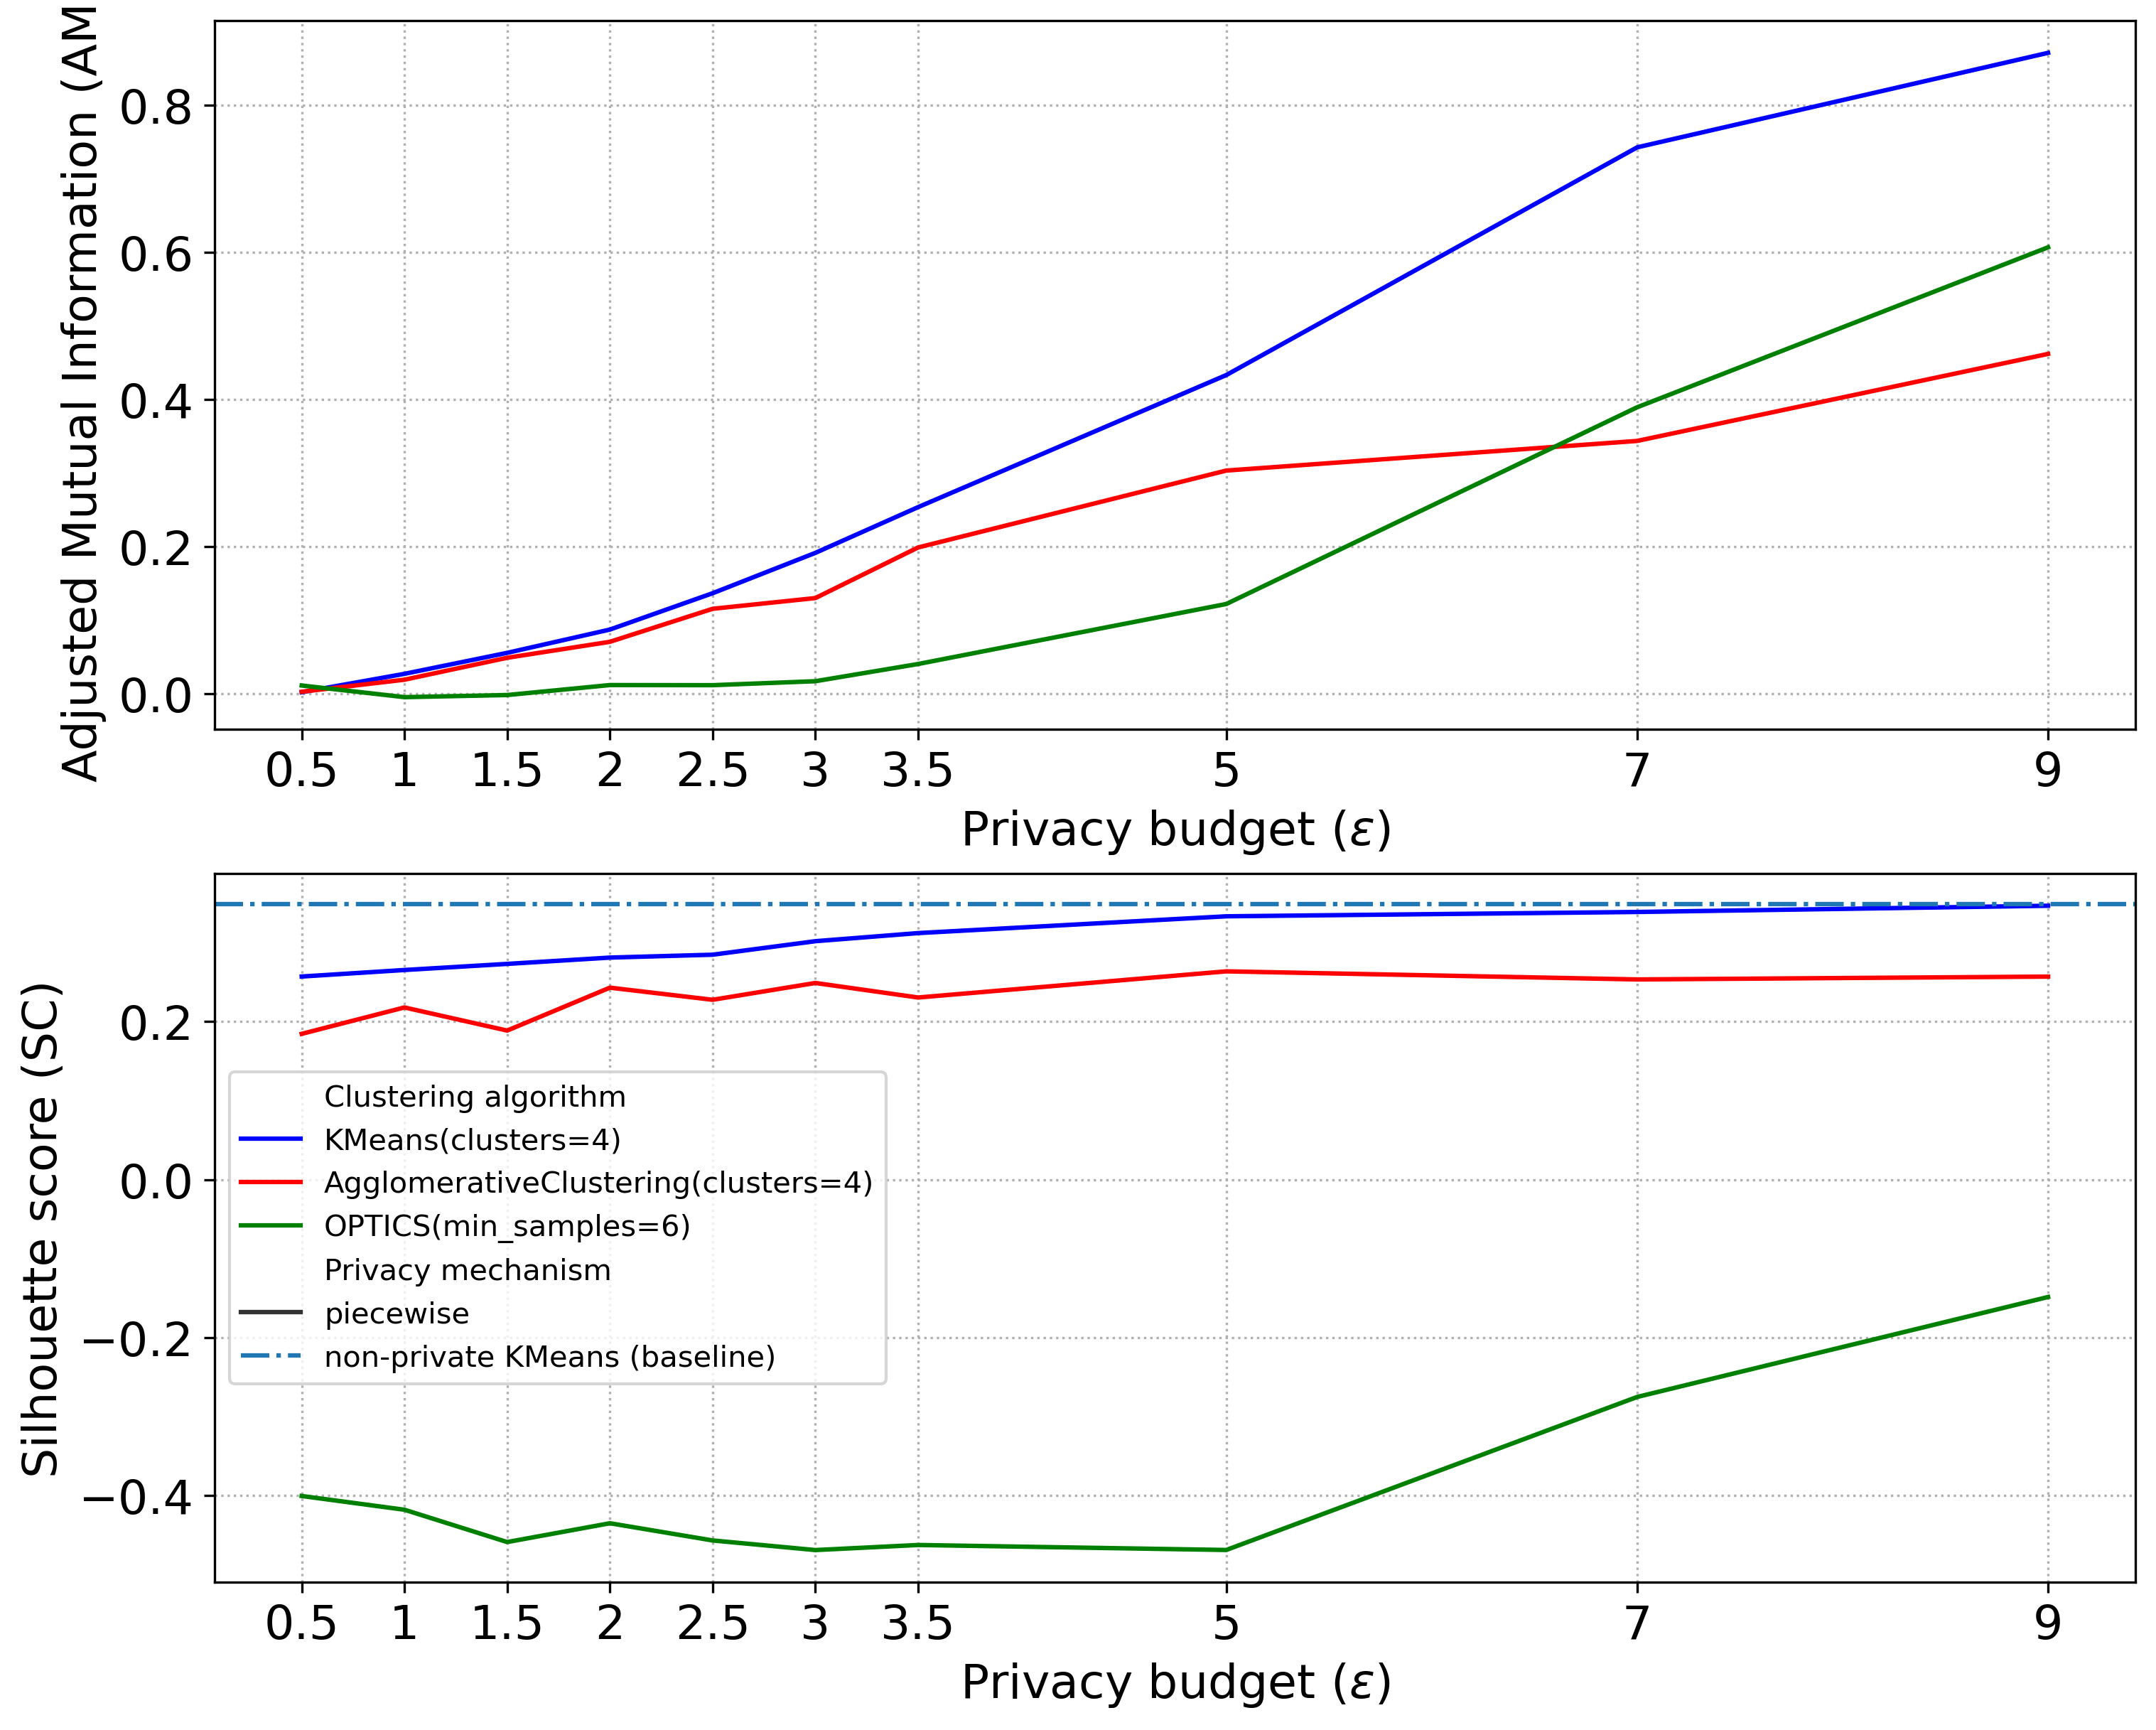 Adjusted Mutual Information (AM
0.8
0.6
0.4
0.2
0.0
0.5 1 1.5 2 2.5 3 3.5 5 7 9
Privacy budget (ε)
Silhouette score (SC)
0.2
0.0
−0.2
−0.4
Clustering algorithm
KMeans(clusters=4)
AgglomerativeClustering(clusters=4)
OPTICS(min_samples=6)
Privacy mechanism
piecewise
non-private KMeans (baseline)
0.5 1 1.5 2 2.5 3 3.5 5 7 9
Privacy budget (ε)